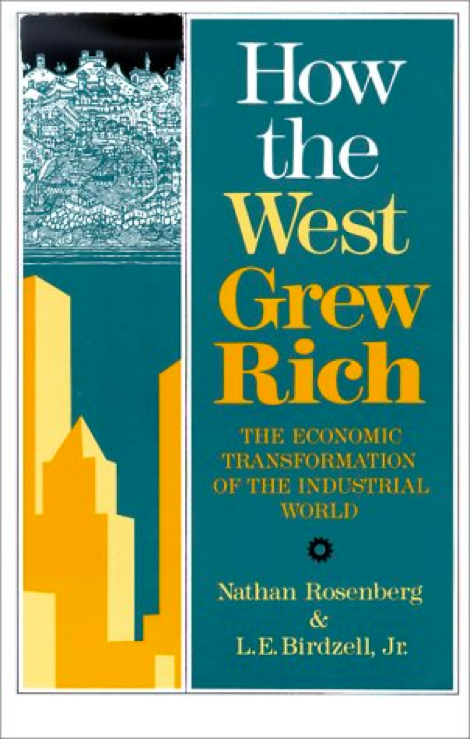 How
the
West
Grew
Rich
THE ECONOMIC
TRANSFORMATION
OF THE INDUSTRIAL
WORLD
Nathan Rosenberg
&
L.E. Birdzell, Jr.